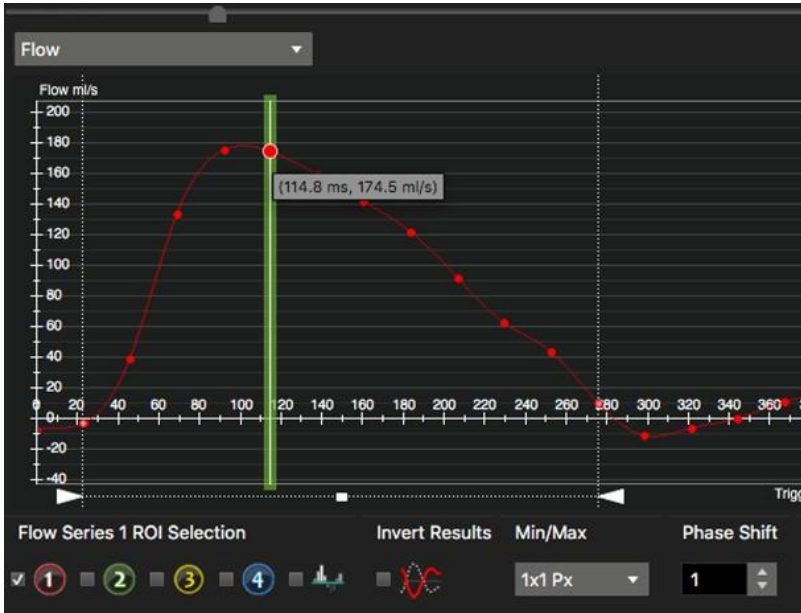 Flow
Flow ml/s
200
180
160
(114.8 ms, 174.5 ml/s)
140
120
100
80
60
40
20
0 20 40 60 80 100 120 140 160 180 200 220 240 260 280 300 320 340 360
0
-20
-40
Trigg
Flow Series 1 ROI Selection Invert Results Min/Max Phase Shift
1 2 3 4 1x1 Px 1